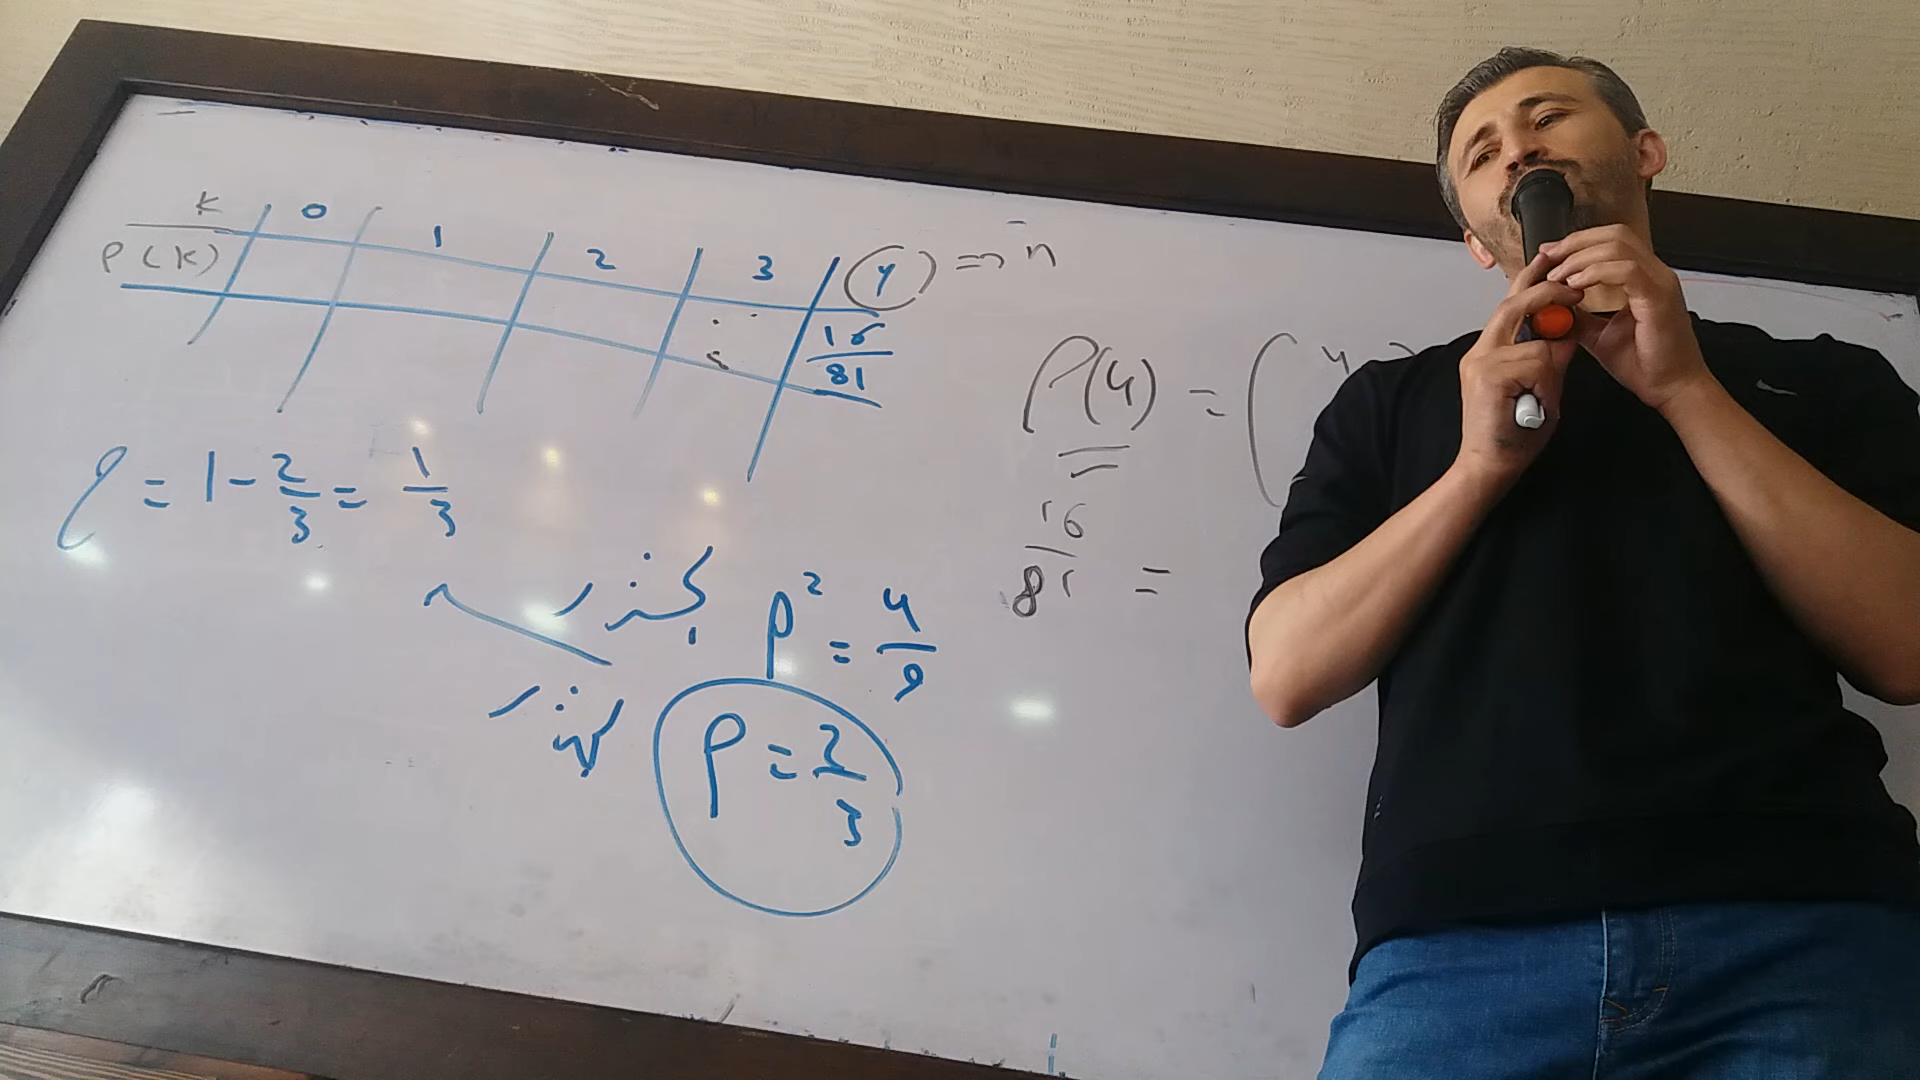 K 0 1 2 3 4 => n
P(K) 16/81
P(4) = (4
16/81 =
q = 1 - 2/3 = 1/3
بجذر P² = 4/9
P = 2/3